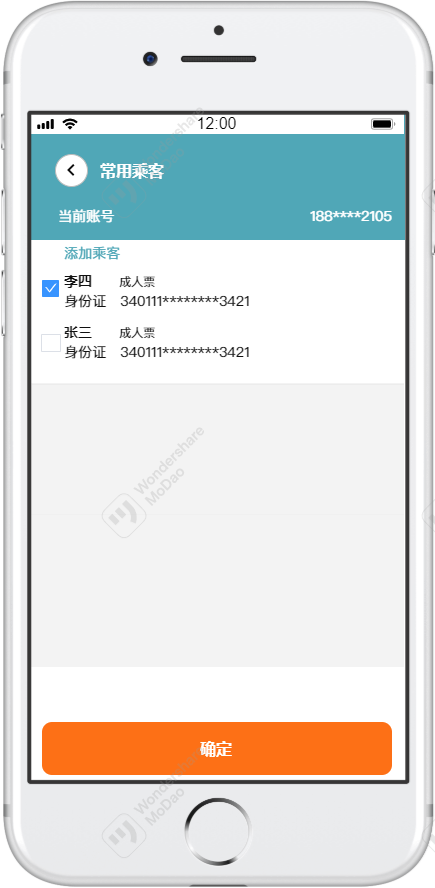 12:00
常用乘客
当前账号 188****2105
添加乘客
李四 成人票
身份证 340111********3421
张三 成人票
身份证 340111********3421
Wondershare
MoDao
确定
Wondershare
MoDao